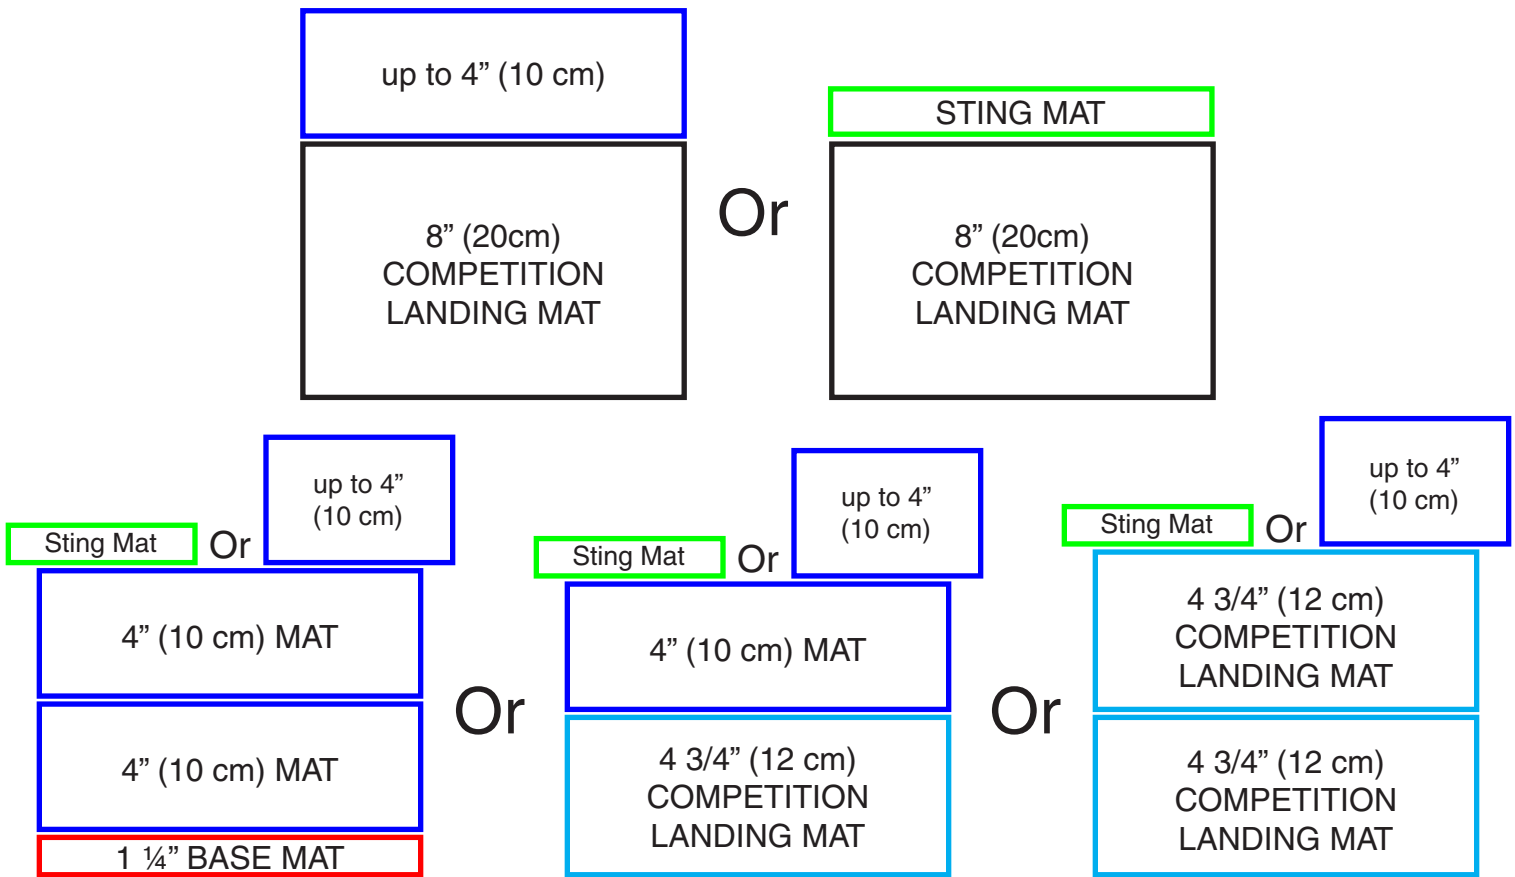 up to 4” (10 cm)
8” (20cm)
COMPETITION
LANDING MAT
Or
STING MAT
8” (20cm)
COMPETITION
LANDING MAT
Sting Mat
Or
up to 4”
(10 cm)
4” (10 cm) MAT
4” (10 cm) MAT
1 ¼” BASE MAT
Or
Sting Mat
Or
up to 4”
(10 cm)
4” (10 cm) MAT
4 3/4” (12 cm)
COMPETITION
LANDING MAT
Or
Sting Mat
Or
up to 4”
(10 cm)
4 3/4” (12 cm)
COMPETITION
LANDING MAT
4 3/4” (12 cm)
COMPETITION
LANDING MAT